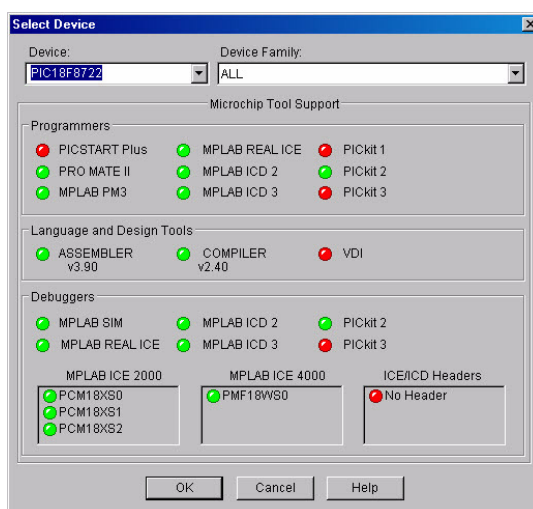 Select Device
Device: Device Family:
PIC18F8722 ALL
Microchip Tool Support
Programmers
PICSTART Plus MPLAB REAL ICE PICkit 1
PRO MATE II MPLAB ICD 2 PICkit 2
MPLAB PM3 MPLAB ICD 3 PICkit 3
Language and Design Tools
ASSEMBLER COMPILER VDI
v3.90 v2.40
Debuggers
MPLAB SIM MPLAB ICD 2 PICkit 2
MPLAB REAL ICE MPLAB ICD 3 PICkit 3
MPLAB ICE 2000 MPLAB ICE 4000 ICE/ICD Headers
PCM18XS0 PMF18WS0 No Header
PCM18XS1
PCM18XS2
OK Cancel Help